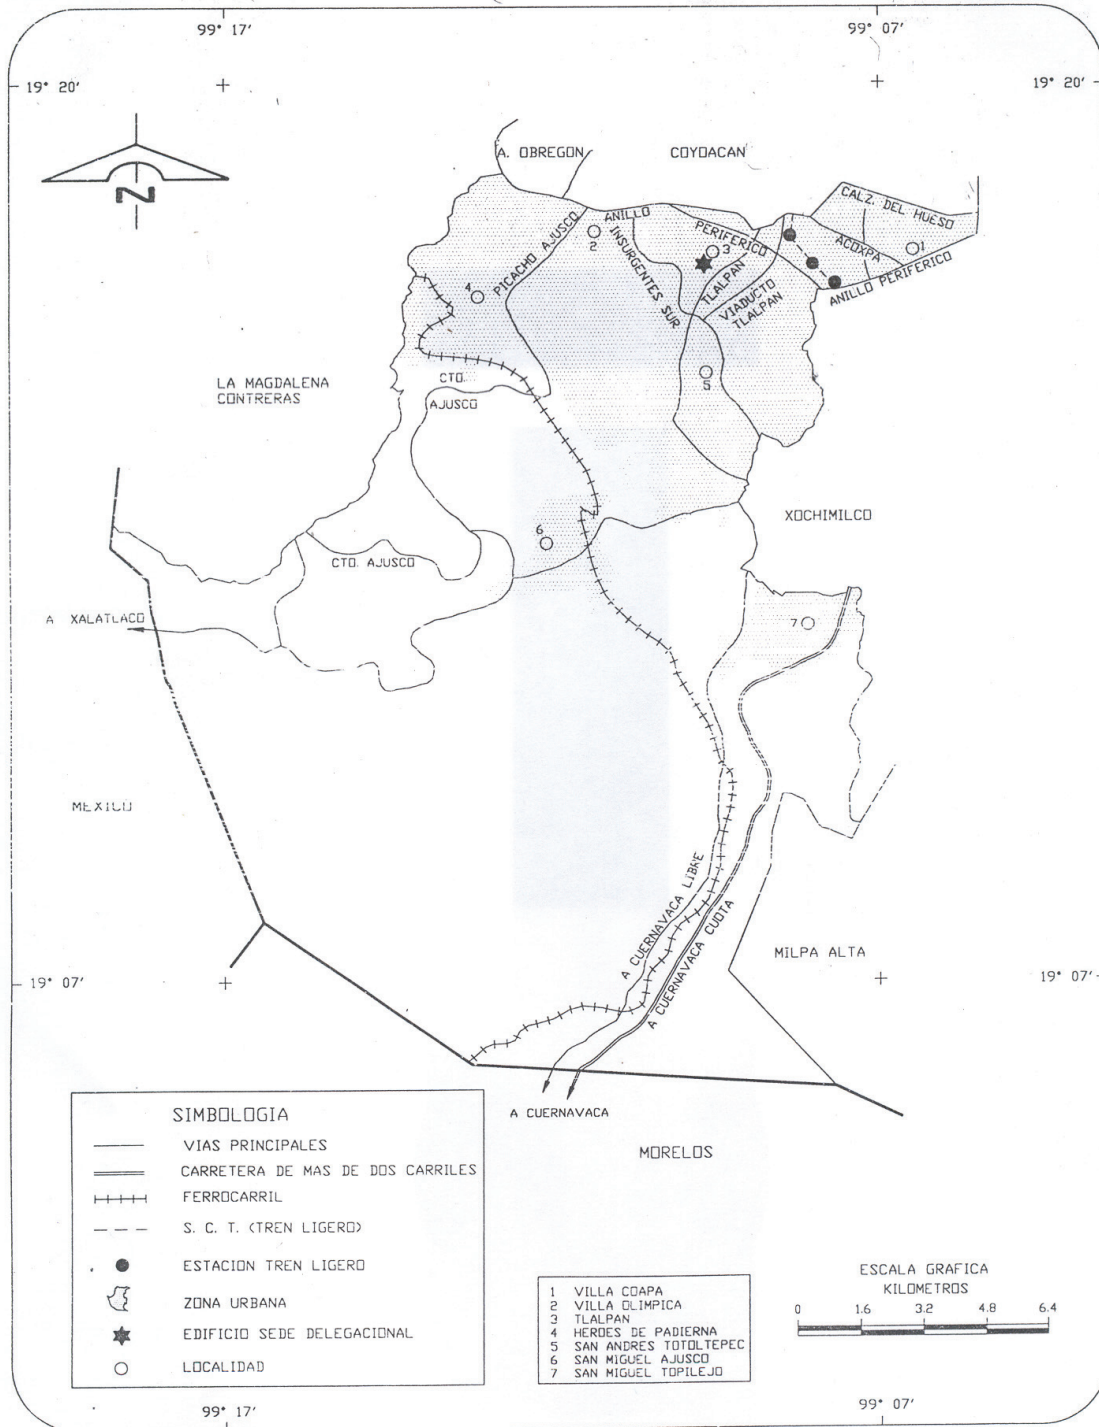 99° 17′
99° 07′
19° 20′
19° 20′
A. OBREGON
COYOACAN
N
CALZ. DEL HUESO
ANILLO
PERIFERICO
ACOXPA
1
2
3
PICACHO AJUSCO
INSURGENTES SUR
TLALPAN
VIADUCTO
TLALPAN
ANILLO PERIFERICO
4
5
LA MAGDALENA
CONTRERAS
CTO.
AJUSCO
XOCHIMILCO
6
CTO. AJUSCO
A XALATLACO
7
MEXICO
A CUERNAVACA LIBRE
A CUERNAVACA CUOTA
MILPA ALTA
19° 07′
19° 07′
A CUERNAVACA
MORELOS
SIMBOLOGIA
VIAS PRINCIPALES
CARRETERA DE MAS DE DOS CARRILES
FERROCARRIL
S. C. T. (TREN LIGERO)
ESTACION TREN LIGERO
ZONA URBANA
EDIFICIO SEDE DELEGACIONAL
LOCALIDAD
1 VILLA COAPA
2 VILLA OLIMPICA
3 TLALPAN
4 HEROES DE PADIERNA
5 SAN ANDRES TOTOLTEPEC
6 SAN MIGUEL AJUSCO
7 SAN MIGUEL TOPILEJO
ESCALA GRAFICA
KILOMETROS
0 1.6 3.2 4.8 6.4
99° 17′
99° 07′